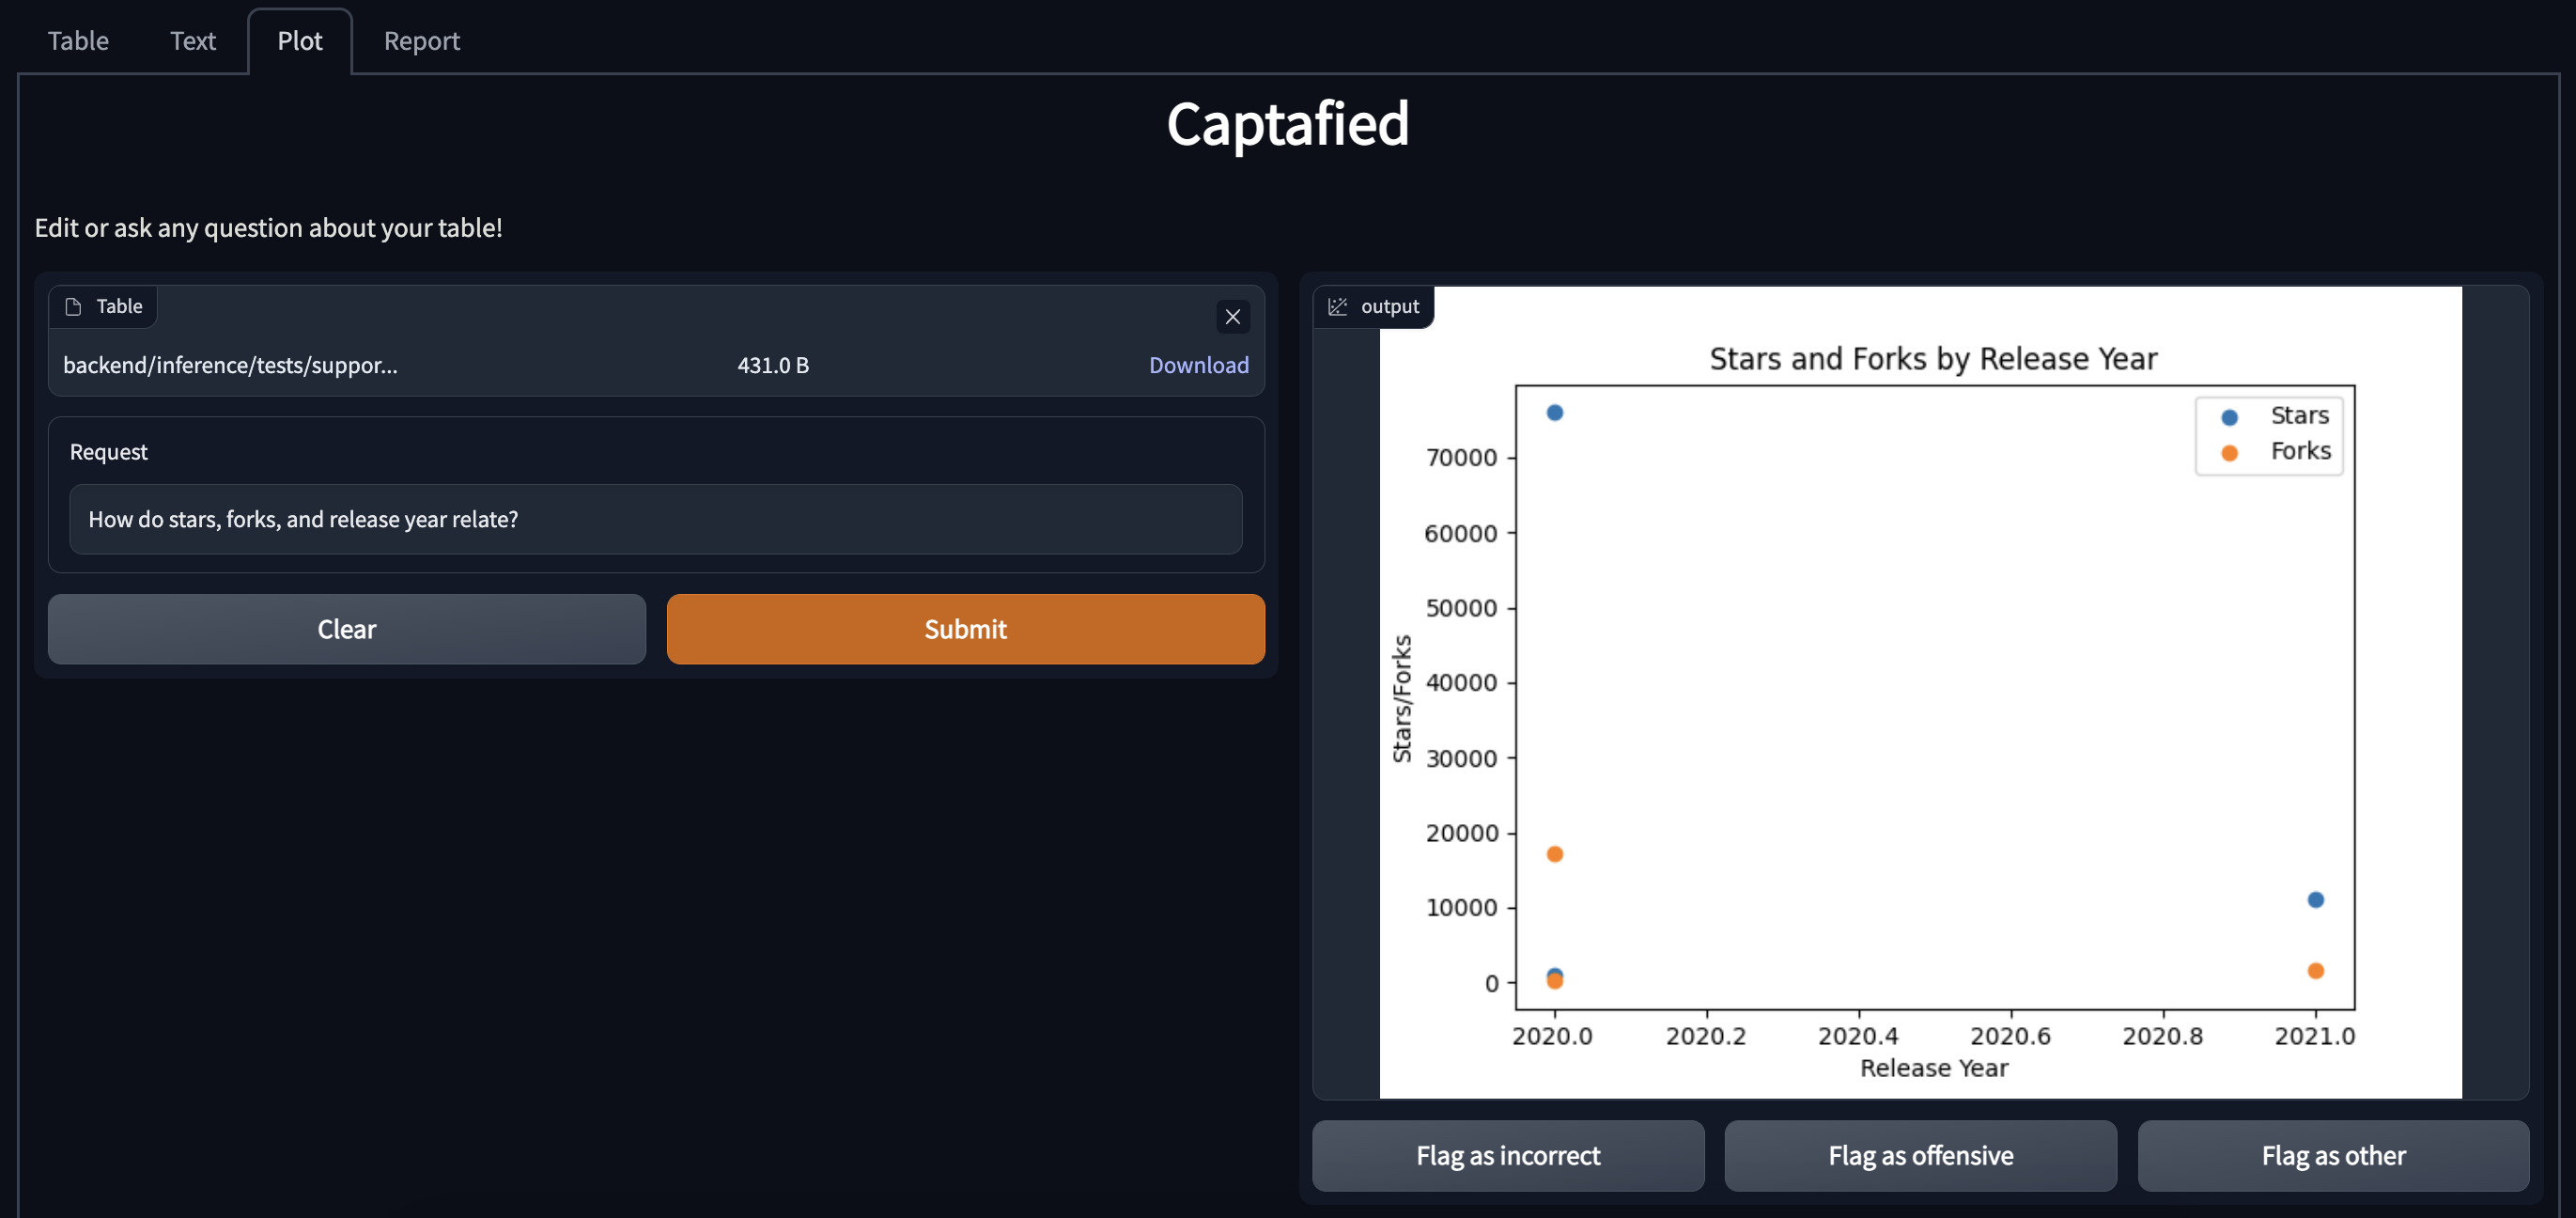 Table Text Plot Report
Captafied
Edit or ask any question about your table!
Table
backend/inference/tests/suppor... 431.0 B Download
Request
How do stars, forks, and release year relate?
Clear Submit
output
Stars and Forks by Release Year
Stars
Forks
Stars/Forks
70000
60000
50000
40000
30000
20000
10000
0
2020.0 2020.2 2020.4 2020.6 2020.8 2021.0
Release Year
Flag as incorrect Flag as offensive Flag as other